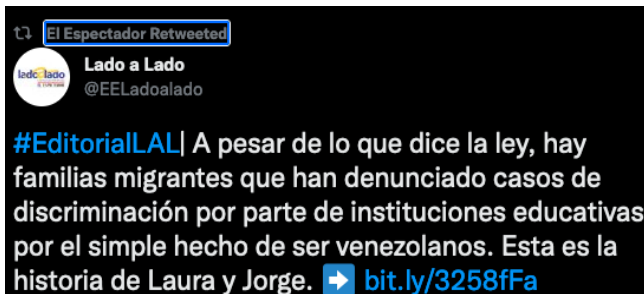 El Espectador Retweeted
ladoalado
Lado a Lado
@EELadoalado
#EditorialLAL| A pesar de lo que dice la ley, hay
familias migrantes que han denunciado casos de
discriminación por parte de instituciones educativas
por el simple hecho de ser venezolanos. Esta es la
historia de Laura y Jorge. ➡️ bit.ly/3258fFa